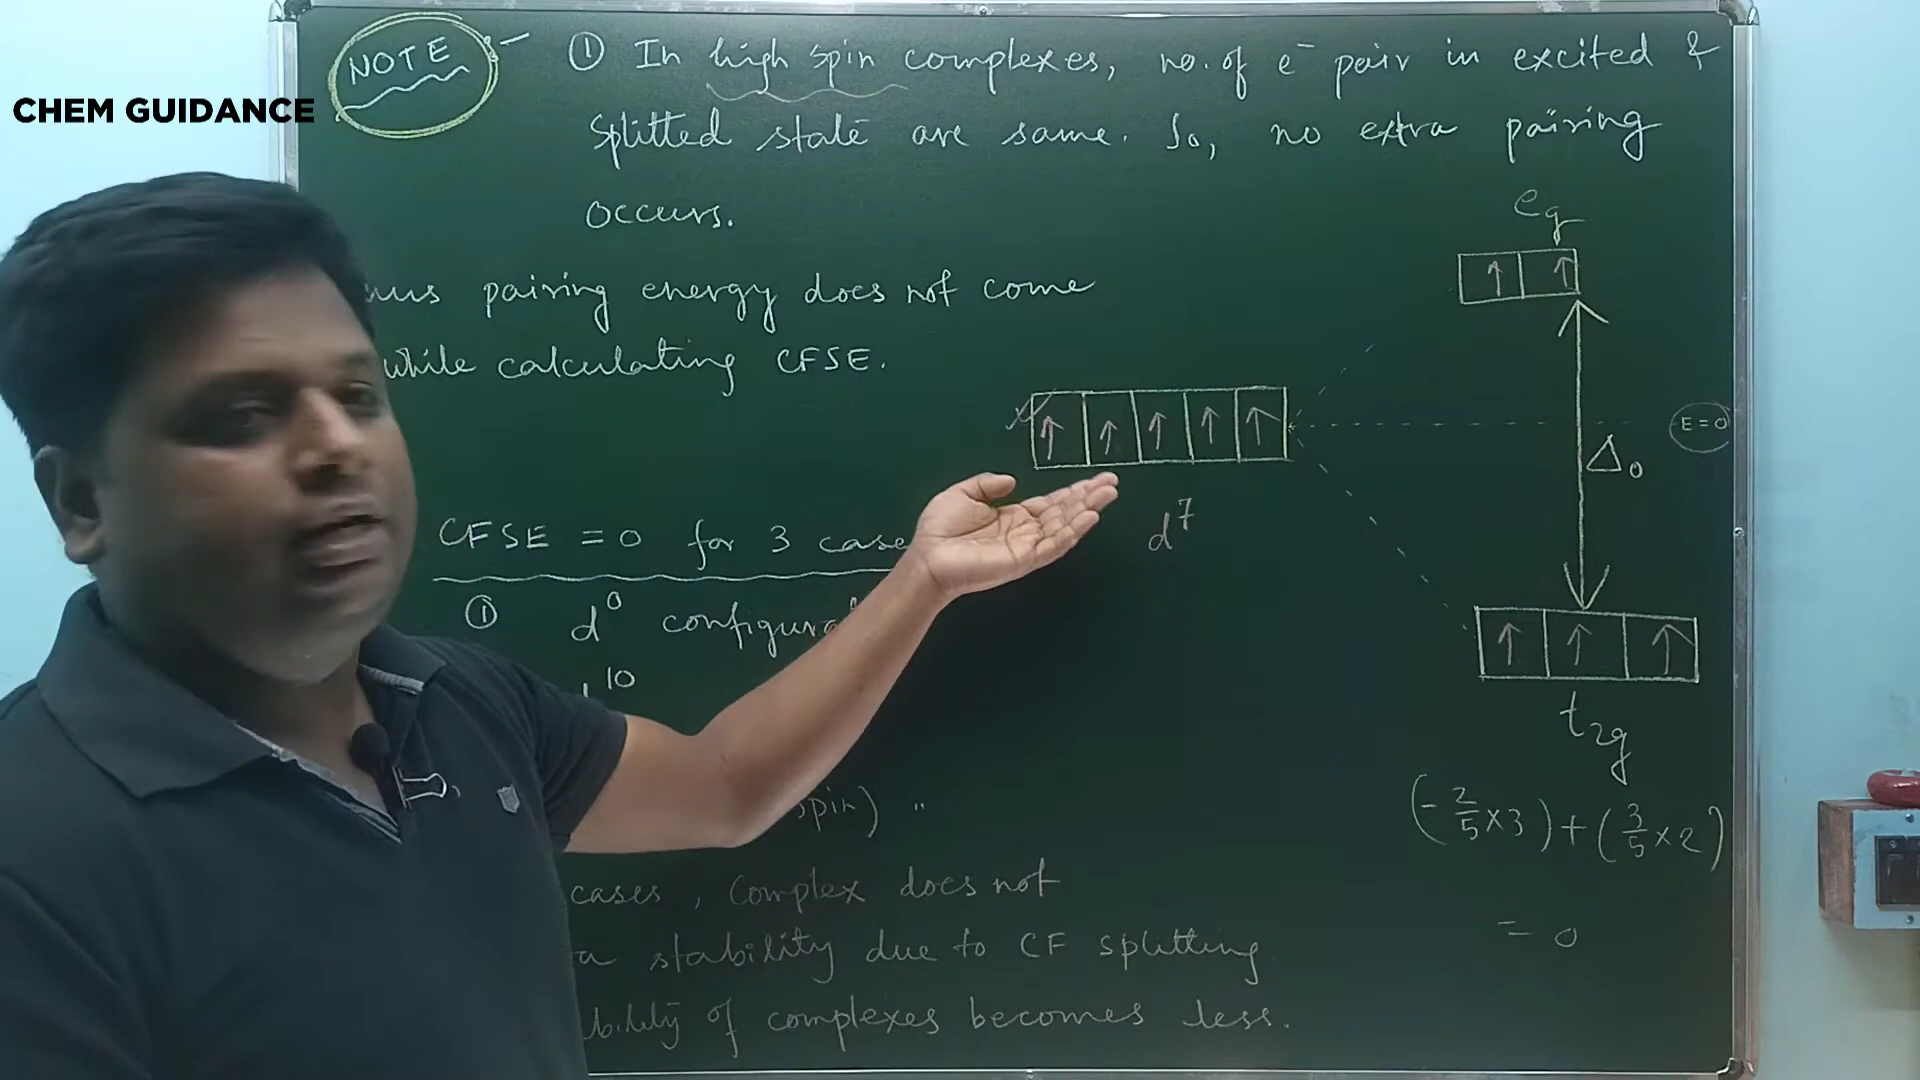 CHEM GUIDANCE
NOTE :- ① In high spin complexes, no. of e⁻ pair in excited &
splitted state are same. So, no extra pairing
occurs.
pairing energy does not come
while calculating CFSE.
CFSE = 0 for 3
① d⁰
10
spin) "
cases, complex does not
stability due to CF splitting
of complexes becomes less.
e_g
↑ ↑
↑ ↑ ↑ ↑ ↑
E = 0
Δ₀
d⁷
↑ ↑ ↑
t₂g
(-2/5 × 3) + (3/5 × 2)
= 0